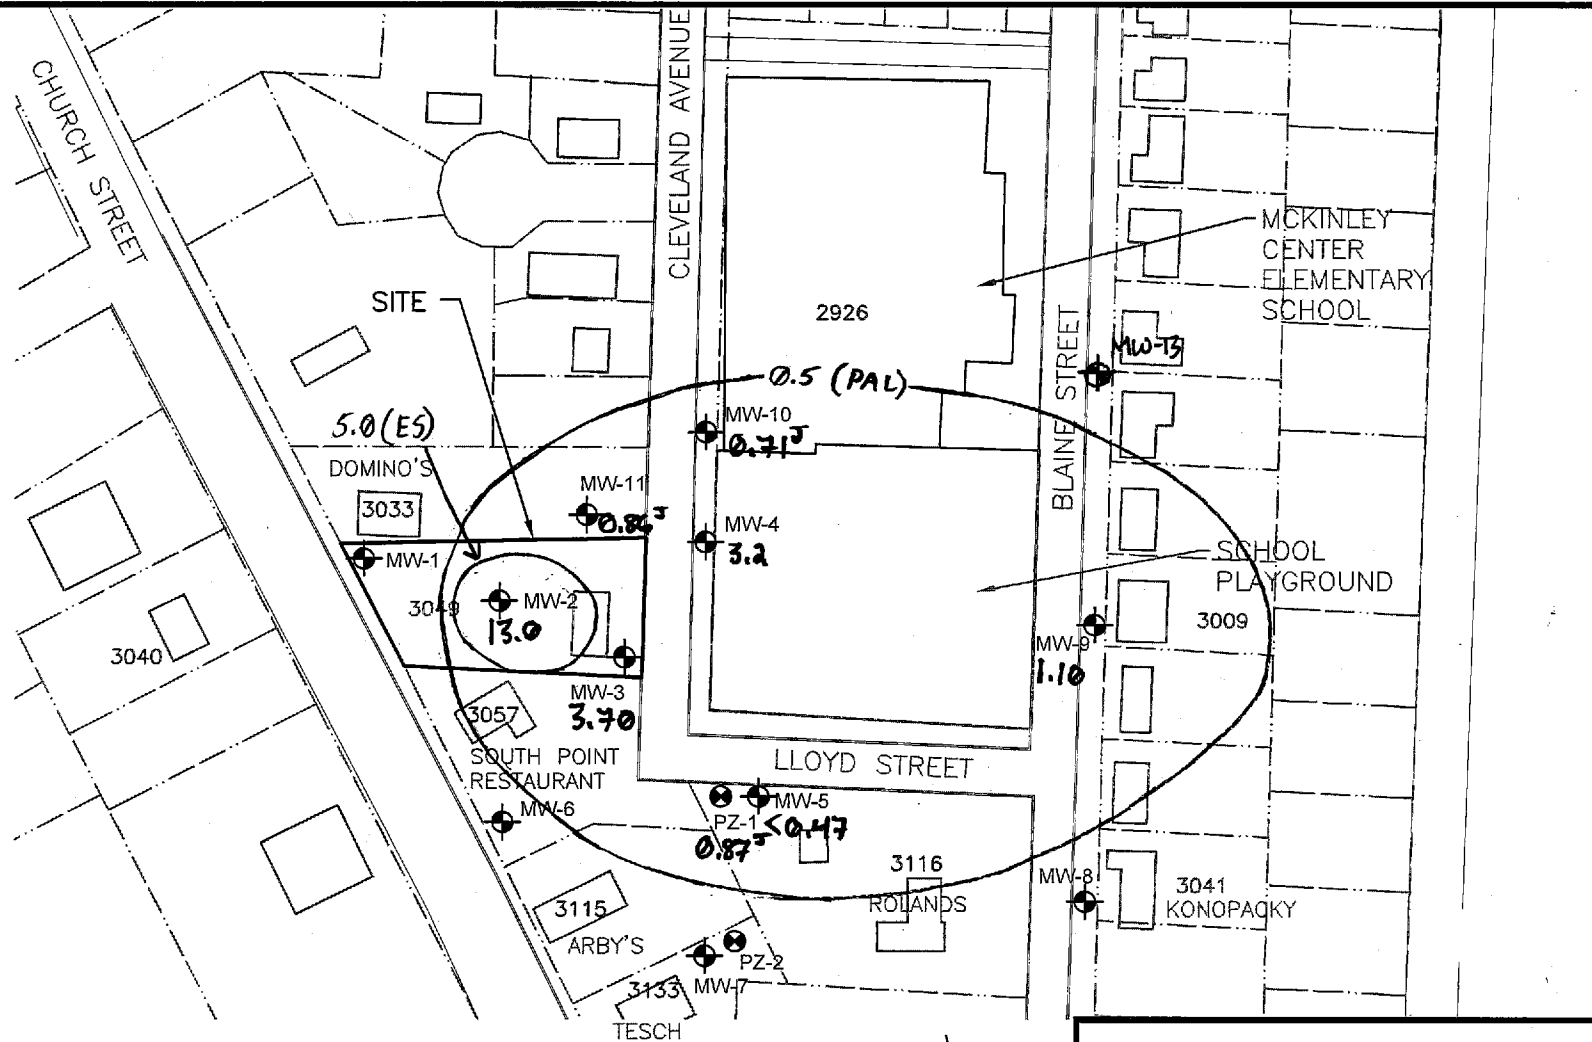 CHURCH STREET
CLEVELAND AVENUE
MCKINLEY
CENTER
ELEMENTARY
SCHOOL
SITE
2926
BLAINE STREET
MW-T3
0.5 (PAL)
5.0 (ES)
MW-10
0.71J
DOMINO'S
3033
MW-11
0.86J
MW-4
3.2
SCHOOL
PLAYGROUND
MW-1
3049
MW-2
13.0
3040
3009
MW-9
1.10
MW-3
3.70
3057
SOUTH POINT
RESTAURANT
LLOYD STREET
MW-6
MW-5
<0.47
PZ-1
0.87J
3116
ROLANDS
MW-8
3041
KONOPACKY
3115
ARBY'S
PZ-2
MW-7
3133
TESCH